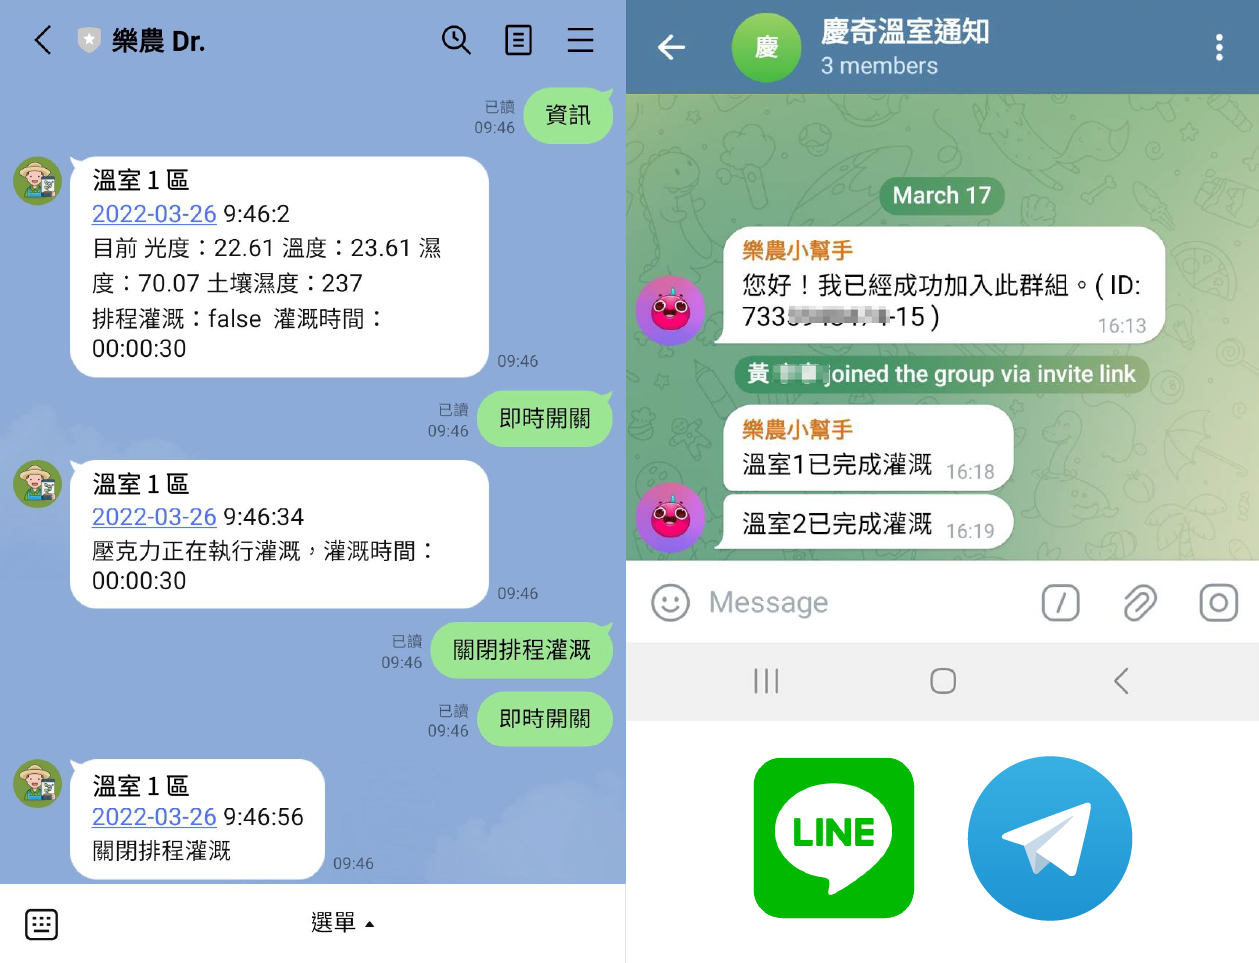 樂農 Dr.
已讀
09:46
資訊
溫室 1 區
2022-03-26 9:46:2
目前 光度：22.61 溫度：23.61 濕
度：70.07 土壤濕度：237
排程灌溉：false 灌溉時間：
00:00:30
09:46
已讀
09:46
即時開關
溫室 1 區
2022-03-26 9:46:34
壓克力正在執行灌溉，灌溉時間：
00:00:30
09:46
已讀
09:46
關閉排程灌溉
已讀
09:46
即時開關
溫室 1 區
2022-03-26 9:46:56
關閉排程灌溉
09:46
選單
慶
慶奇溫室通知
3 members
March 17
樂農小幫手
您好！我已經成功加入此群組。( ID:
733 -15 )
16:13
黃 joined the group via invite link
樂農小幫手
溫室1已完成灌溉 16:18
溫室2已完成灌溉 16:19
Message
LINE